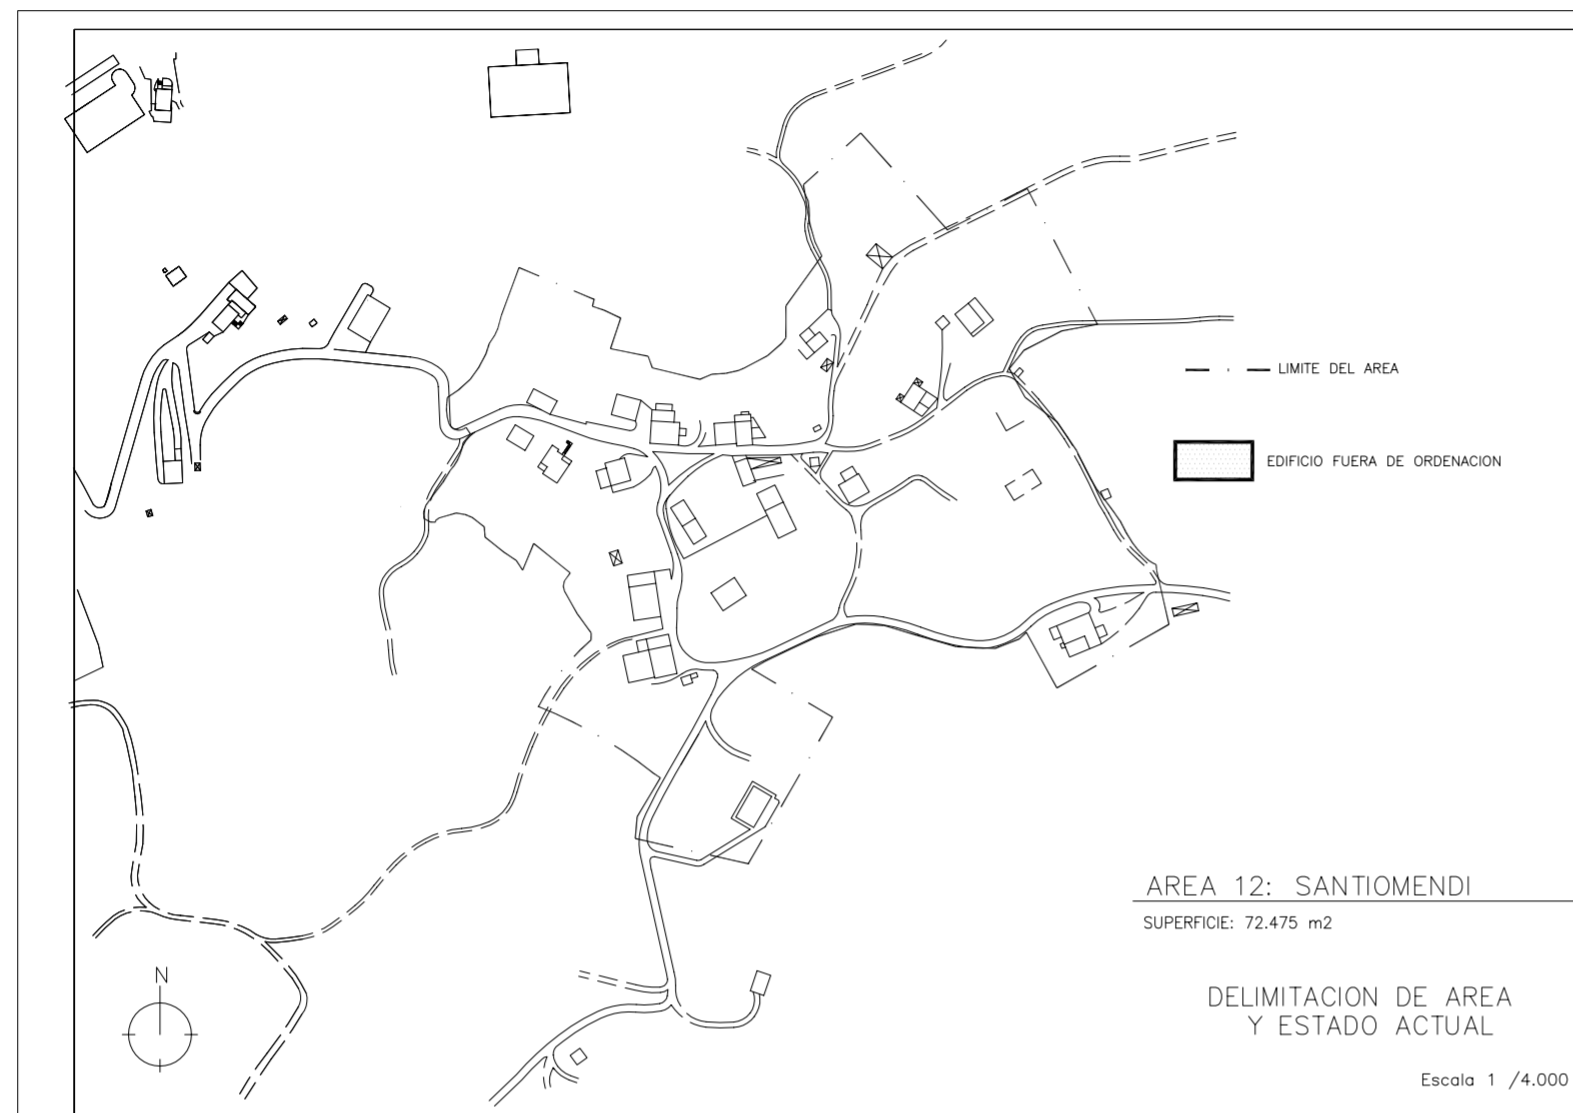 LIMITE DEL AREA
EDIFICIO FUERA DE ORDENACION
AREA 12: SANTIOMENDI
SUPERFICIE: 72.475 m2
N
DELIMITACION DE AREA
Y ESTADO ACTUAL
Escala 1 /4.000